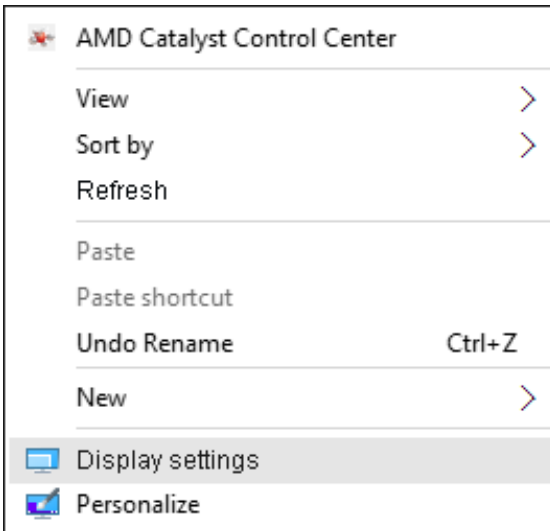 AMD Catalyst Control Center
View
Sort by
Refresh
Paste
Paste shortcut
Undo Rename Ctrl+Z
New
Display settings
Personalize